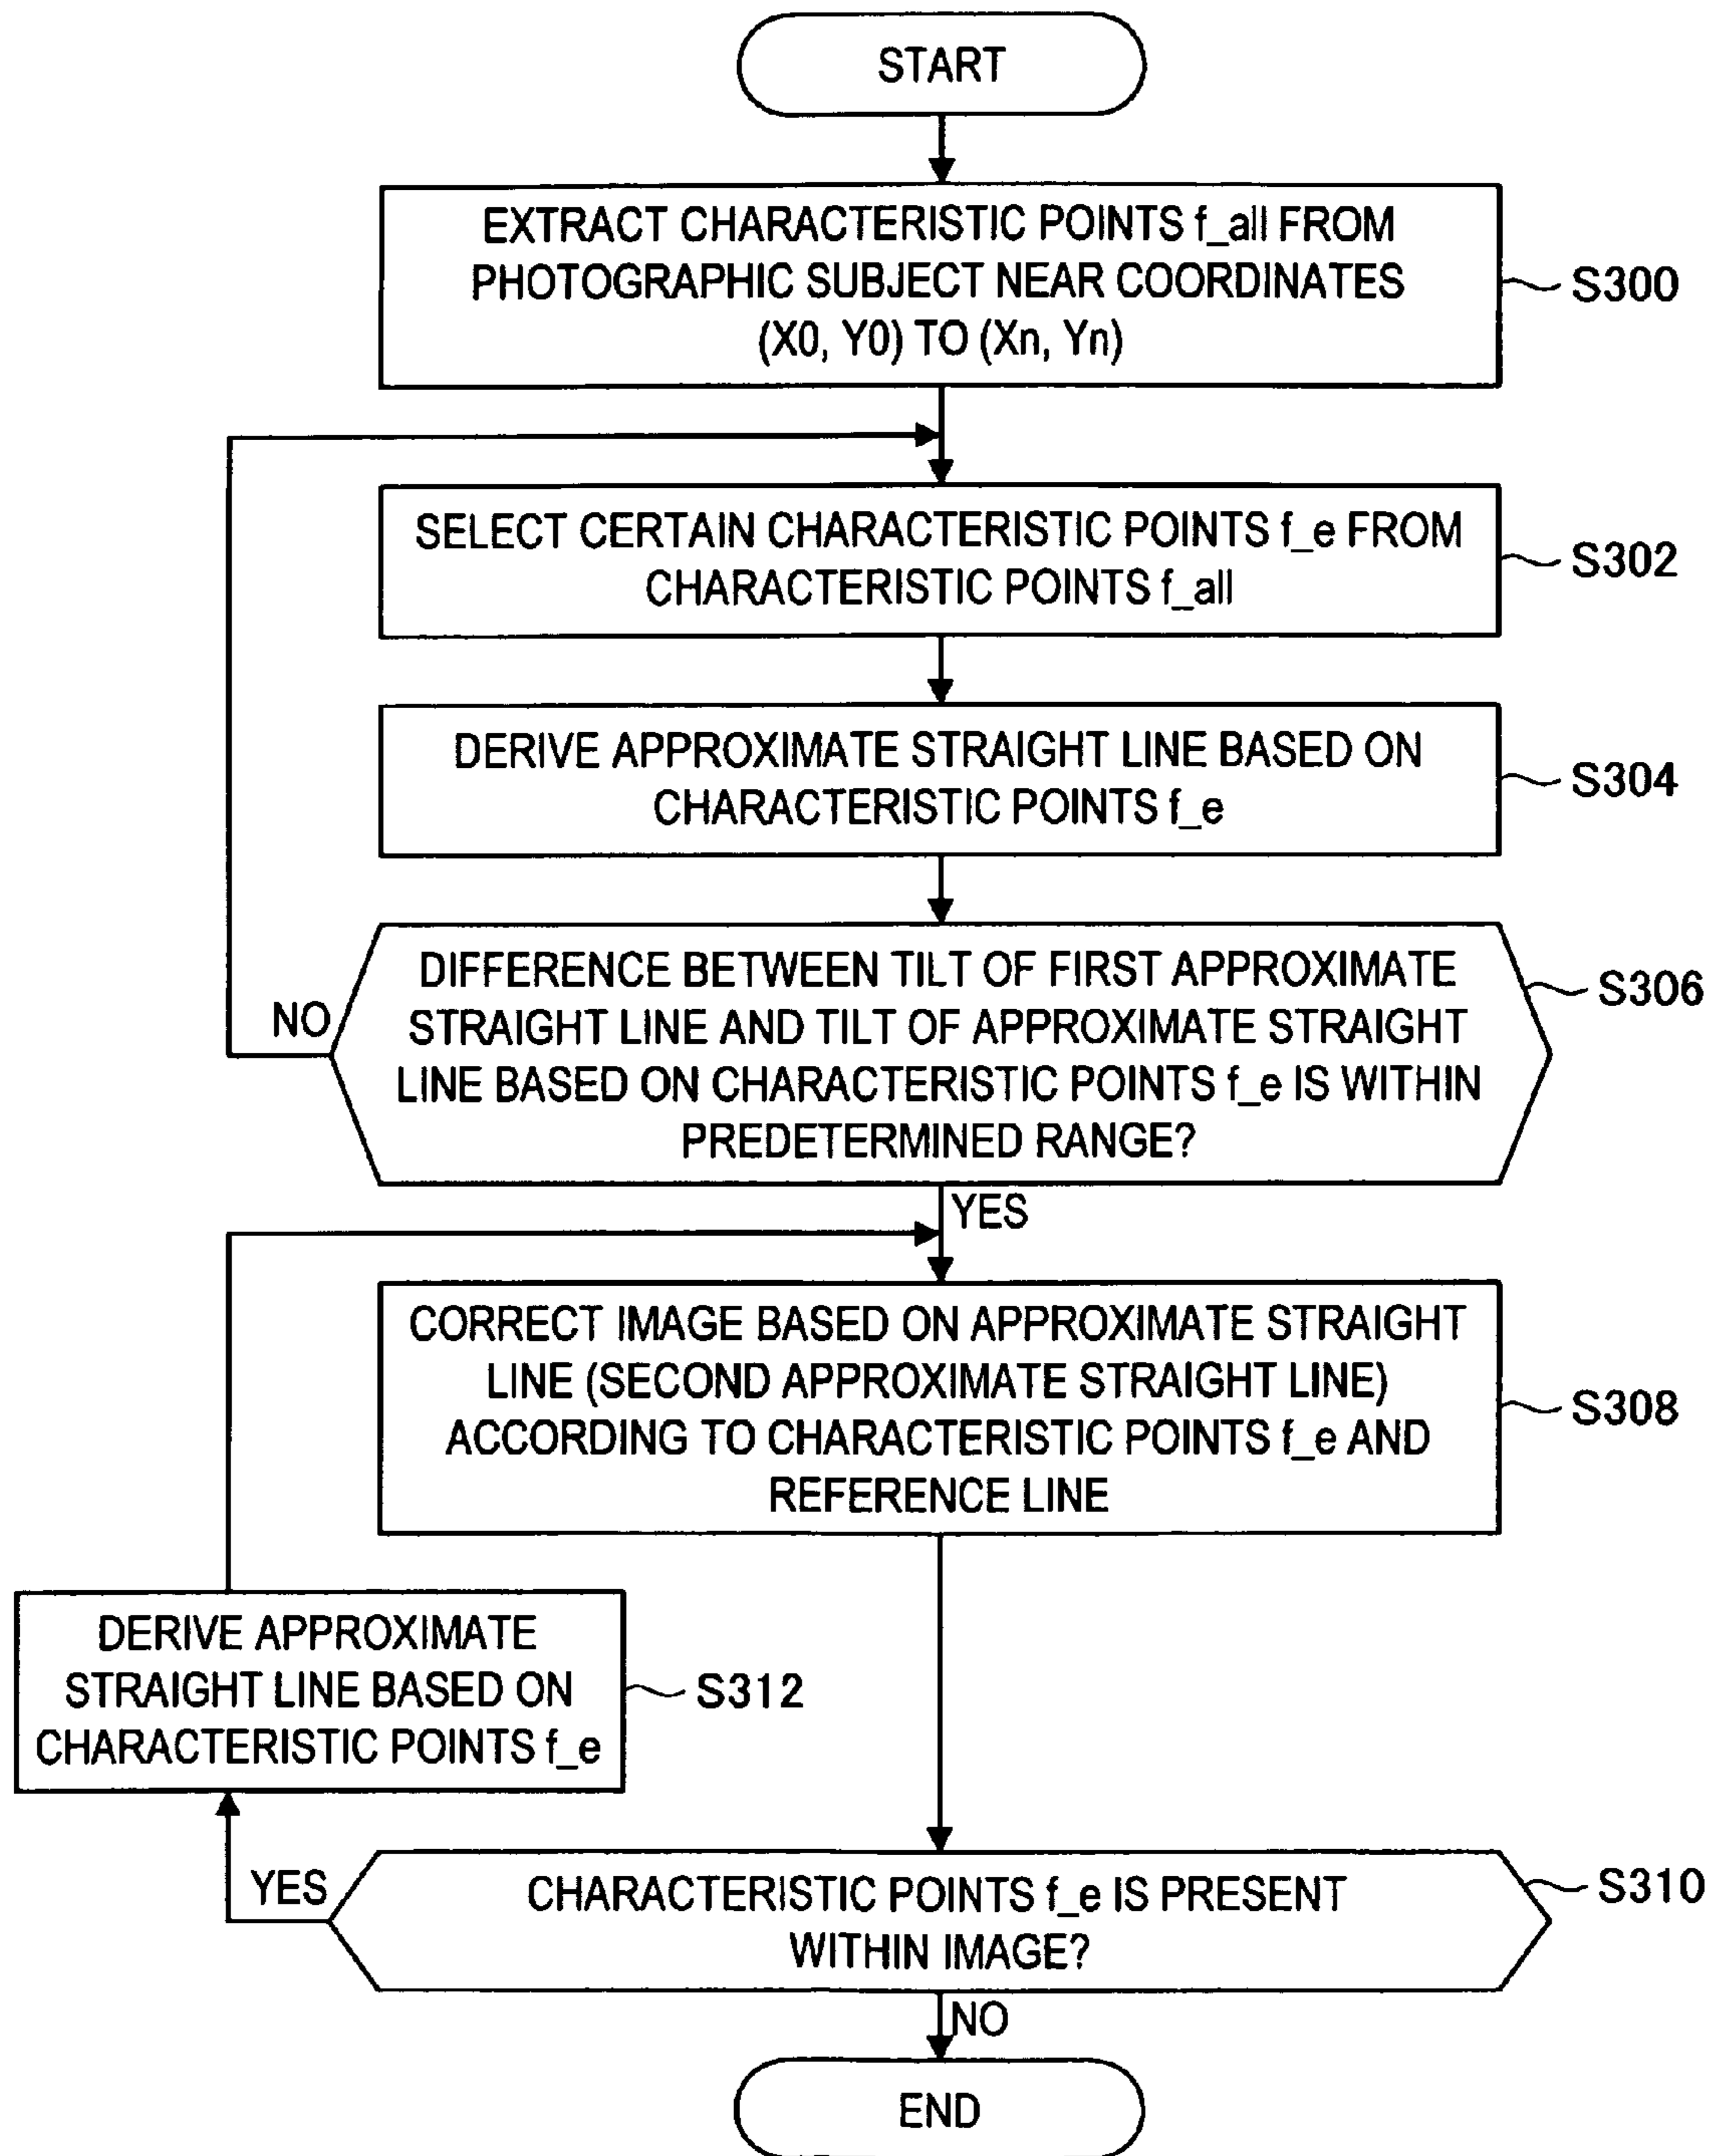 START
EXTRACT CHARACTERISTIC POINTS f_all FROM
PHOTOGRAPHIC SUBJECT NEAR COORDINATES
(X0, Y0) TO (Xn, Yn)
S300
SELECT CERTAIN CHARACTERISTIC POINTS f_e FROM
CHARACTERISTIC POINTS f_all
S302
DERIVE APPROXIMATE STRAIGHT LINE BASED ON
CHARACTERISTIC POINTS f_e
S304
DIFFERENCE BETWEEN TILT OF FIRST APPROXIMATE
STRAIGHT LINE AND TILT OF APPROXIMATE STRAIGHT
LINE BASED ON CHARACTERISTIC POINTS f_e IS WITHIN
PREDETERMINED RANGE?
S306
NO
YES
CORRECT IMAGE BASED ON APPROXIMATE STRAIGHT
LINE (SECOND APPROXIMATE STRAIGHT LINE)
ACCORDING TO CHARACTERISTIC POINTS f_e AND
REFERENCE LINE
S308
DERIVE APPROXIMATE
STRAIGHT LINE BASED ON
CHARACTERISTIC POINTS f_e
S312
YES
CHARACTERISTIC POINTS f_e IS PRESENT
WITHIN IMAGE?
S310
NO
END